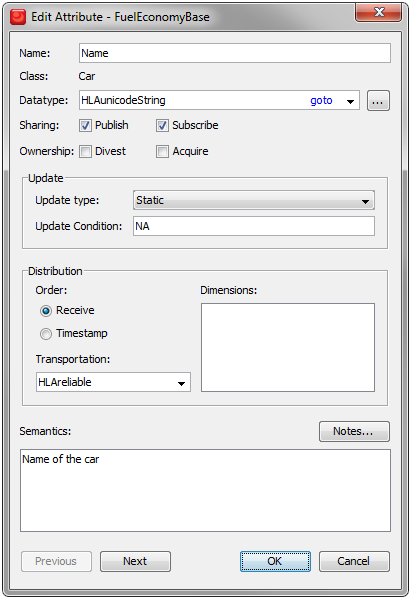 Edit Attribute - FuelEconomyBase
Name: Name
Class: Car
Datatype: HLAunicodeString goto ...
Sharing: Publish Subscribe
Ownership: Divest Acquire
Update
Update type: Static
Update Condition: NA
Distribution
Order: Dimensions:
Receive
Timestamp
Transportation:
HLAreliable
Semantics: Notes...
Name of the car
Previous Next OK Cancel